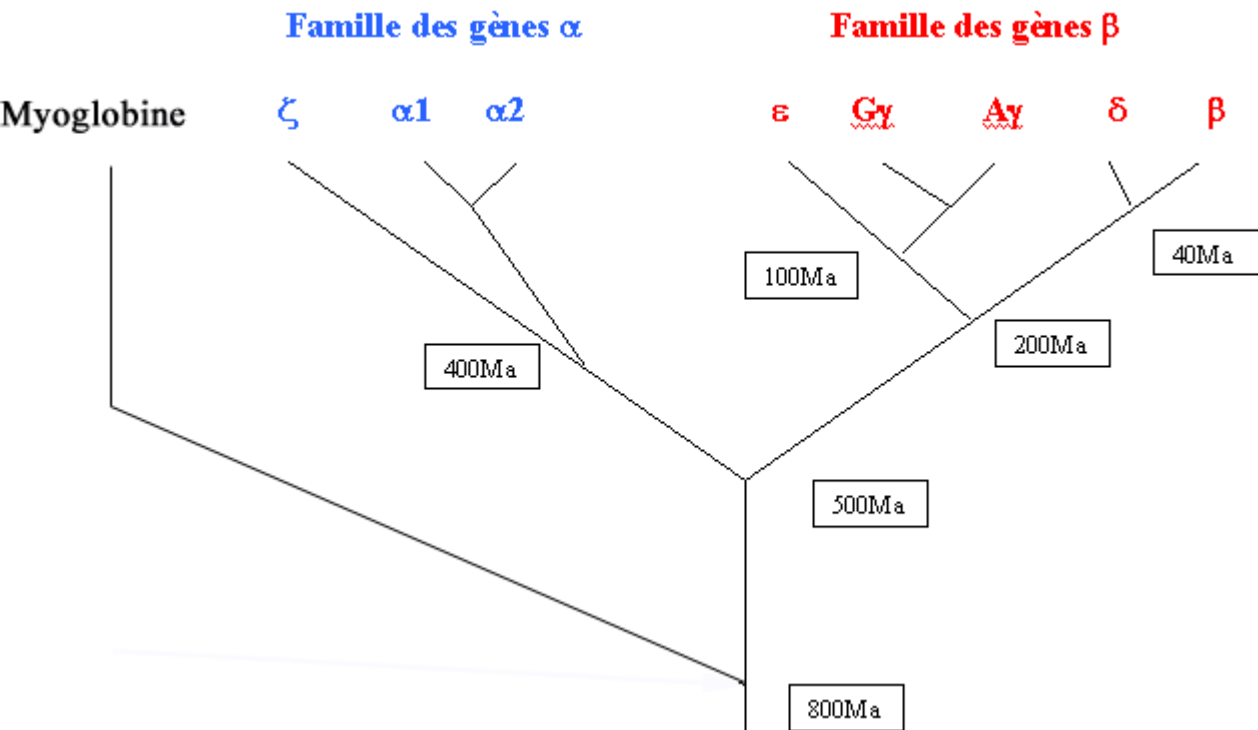 Famille des gènes α Famille des gènes β
Myoglobine ζ α1 α2 ε Gγ Aγ δ β
40Ma
100Ma
200Ma
400Ma
500Ma
800Ma